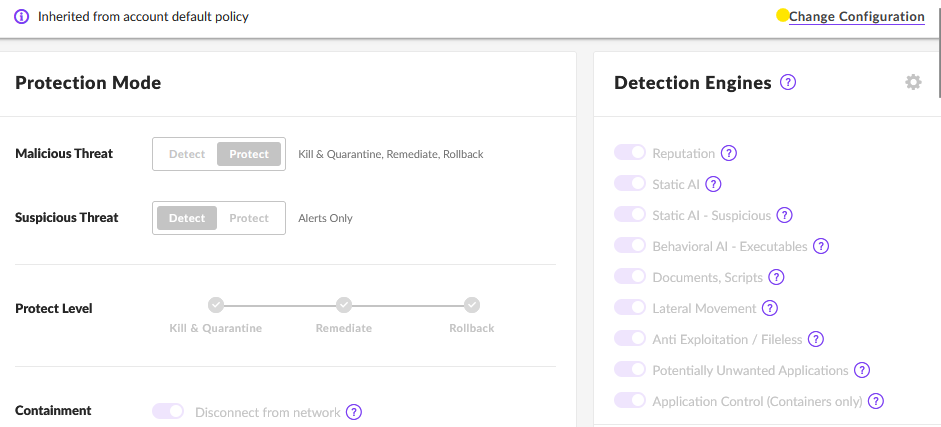 Inherited from account default policy
Change Configuration
Protection Mode
Malicious Threat
Detect
Protect
Kill & Quarantine, Remediate, Rollback
Suspicious Threat
Detect
Protect
Alerts Only
Protect Level
Kill & Quarantine
Remediate
Rollback
Containment
Disconnect from network ?
Detection Engines ?
Reputation ?
Static AI ?
Static AI - Suspicious ?
Behavioral AI - Executables ?
Documents, Scripts ?
Lateral Movement ?
Anti Exploitation / Fileless ?
Potentially Unwanted Applications ?
Application Control (Containers only) ?